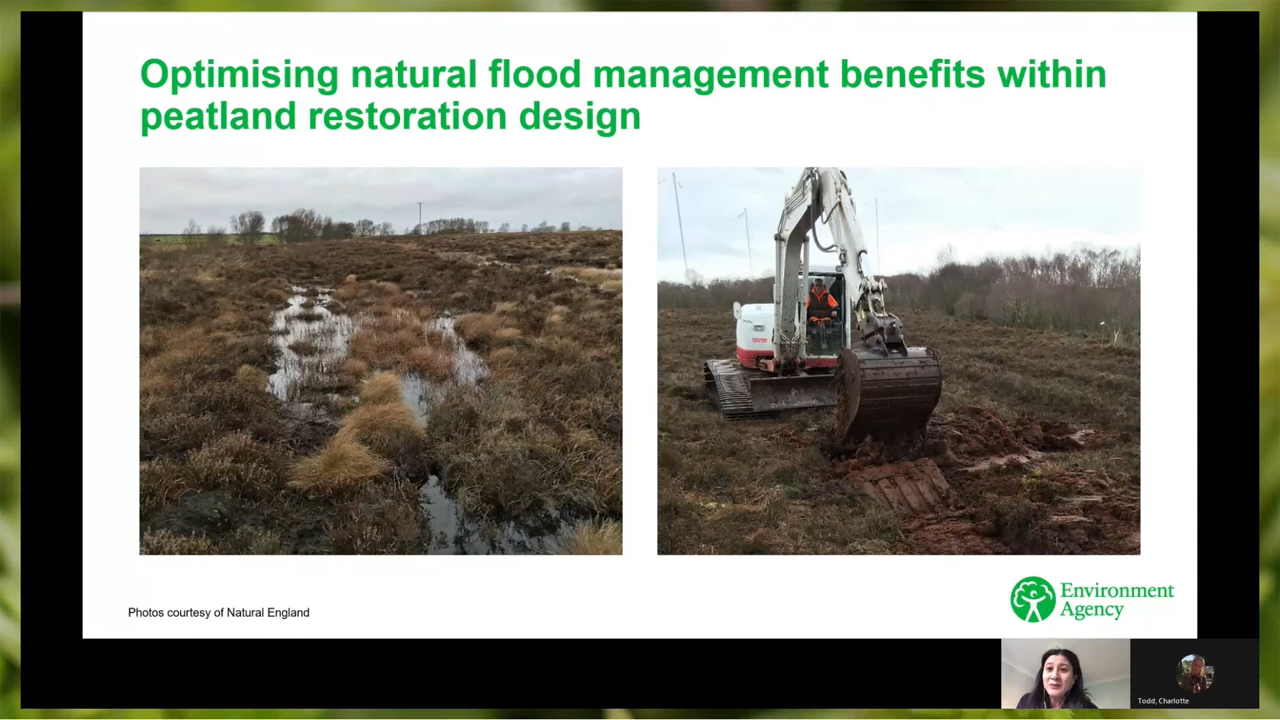 Optimising natural flood management benefits within
peatland restoration design
Photos courtesy of Natural England
Environment
Agency
Todd, Charlotte